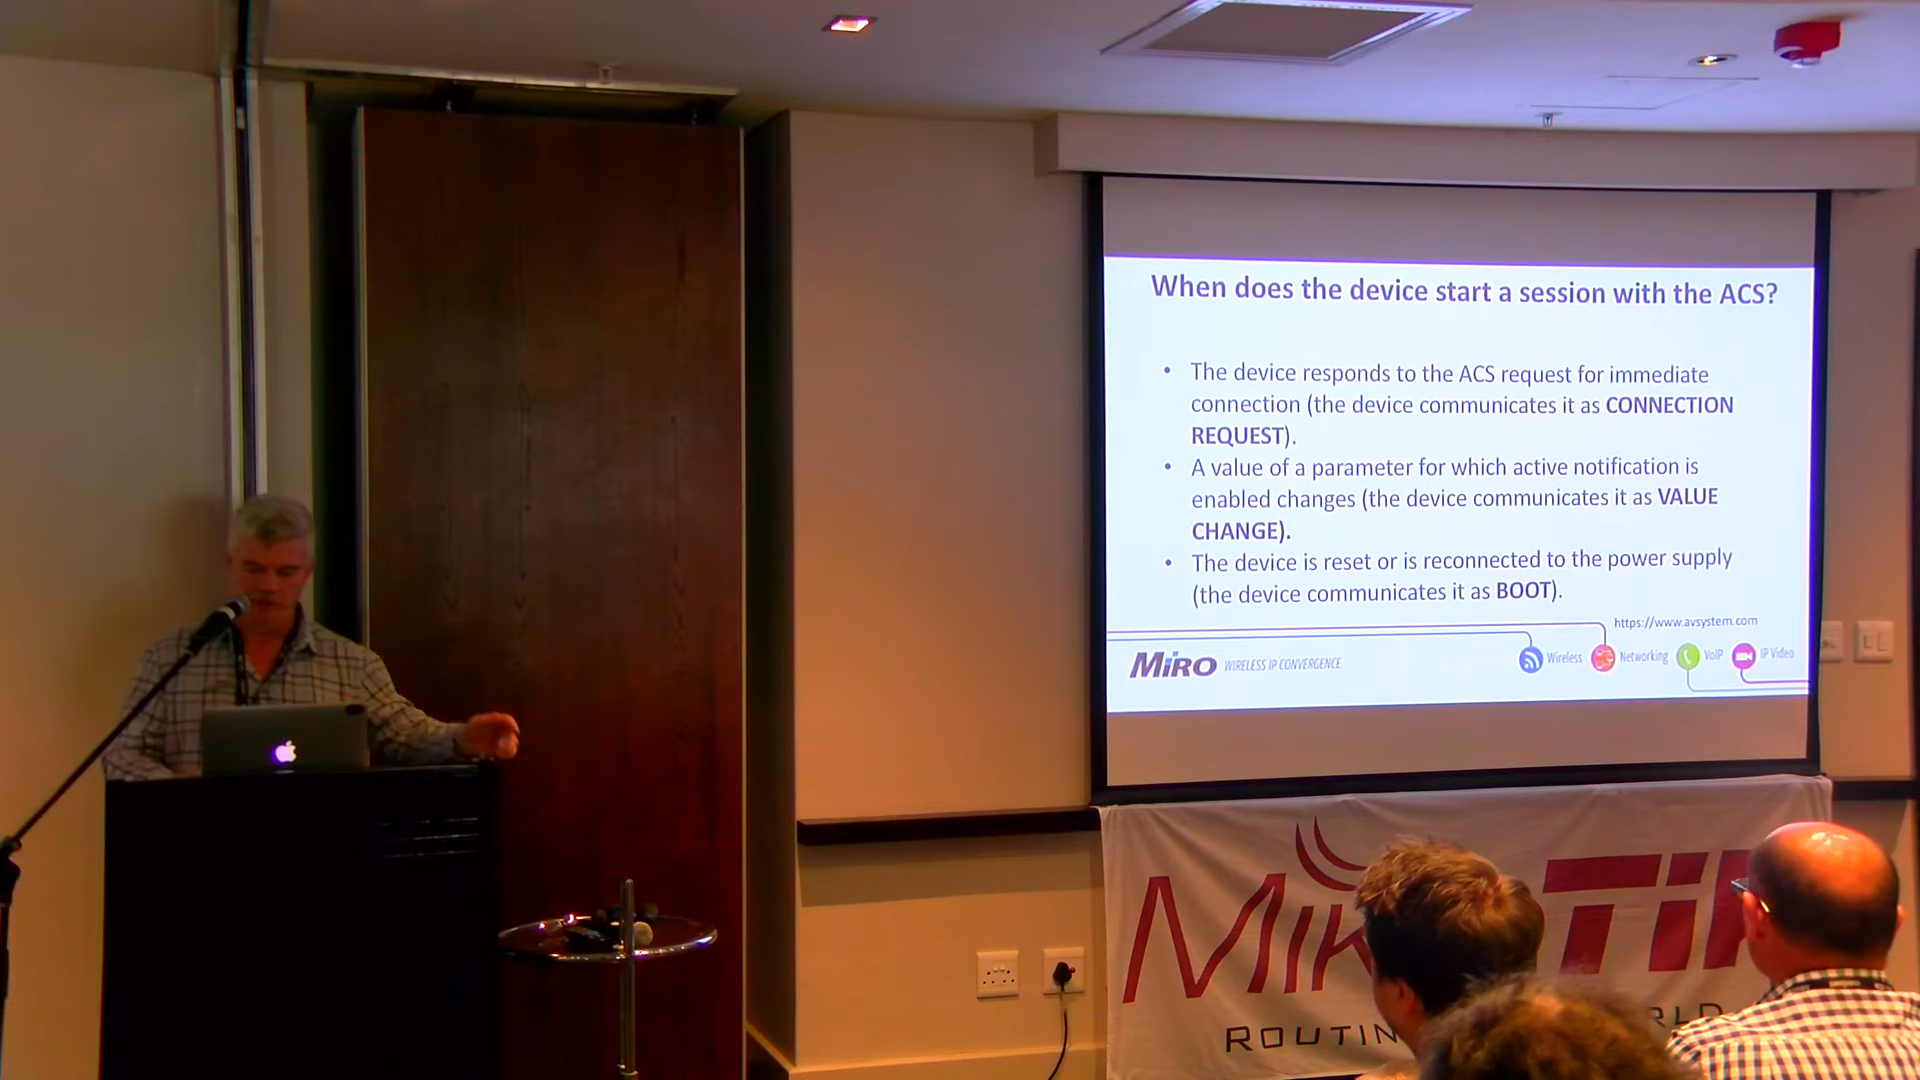 When does the device start a session with the ACS?
• The device responds to the ACS request for immediate
connection (the device communicates it as CONNECTION
REQUEST).
• A value of a parameter for which active notification is
enabled changes (the device communicates it as VALUE
CHANGE).
• The device is reset or is reconnected to the power supply
(the device communicates it as BOOT).
https://www.avsystem.com
MiRO WIRELESS IP CONVERGENCE
Wireless Networking VoIP IP Video